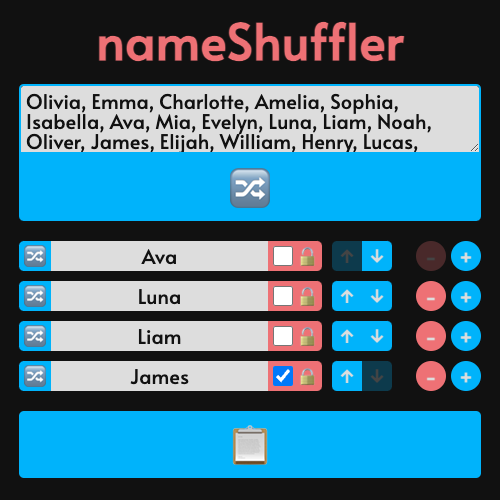 nameShuffler
Olivia, Emma, Charlotte, Amelia, Sophia,
Isabella, Ava, Mia, Evelyn, Luna, Liam, Noah,
Oliver, James, Elijah, William, Henry, Lucas,
Ava - +
Luna - +
Liam - +
James - +